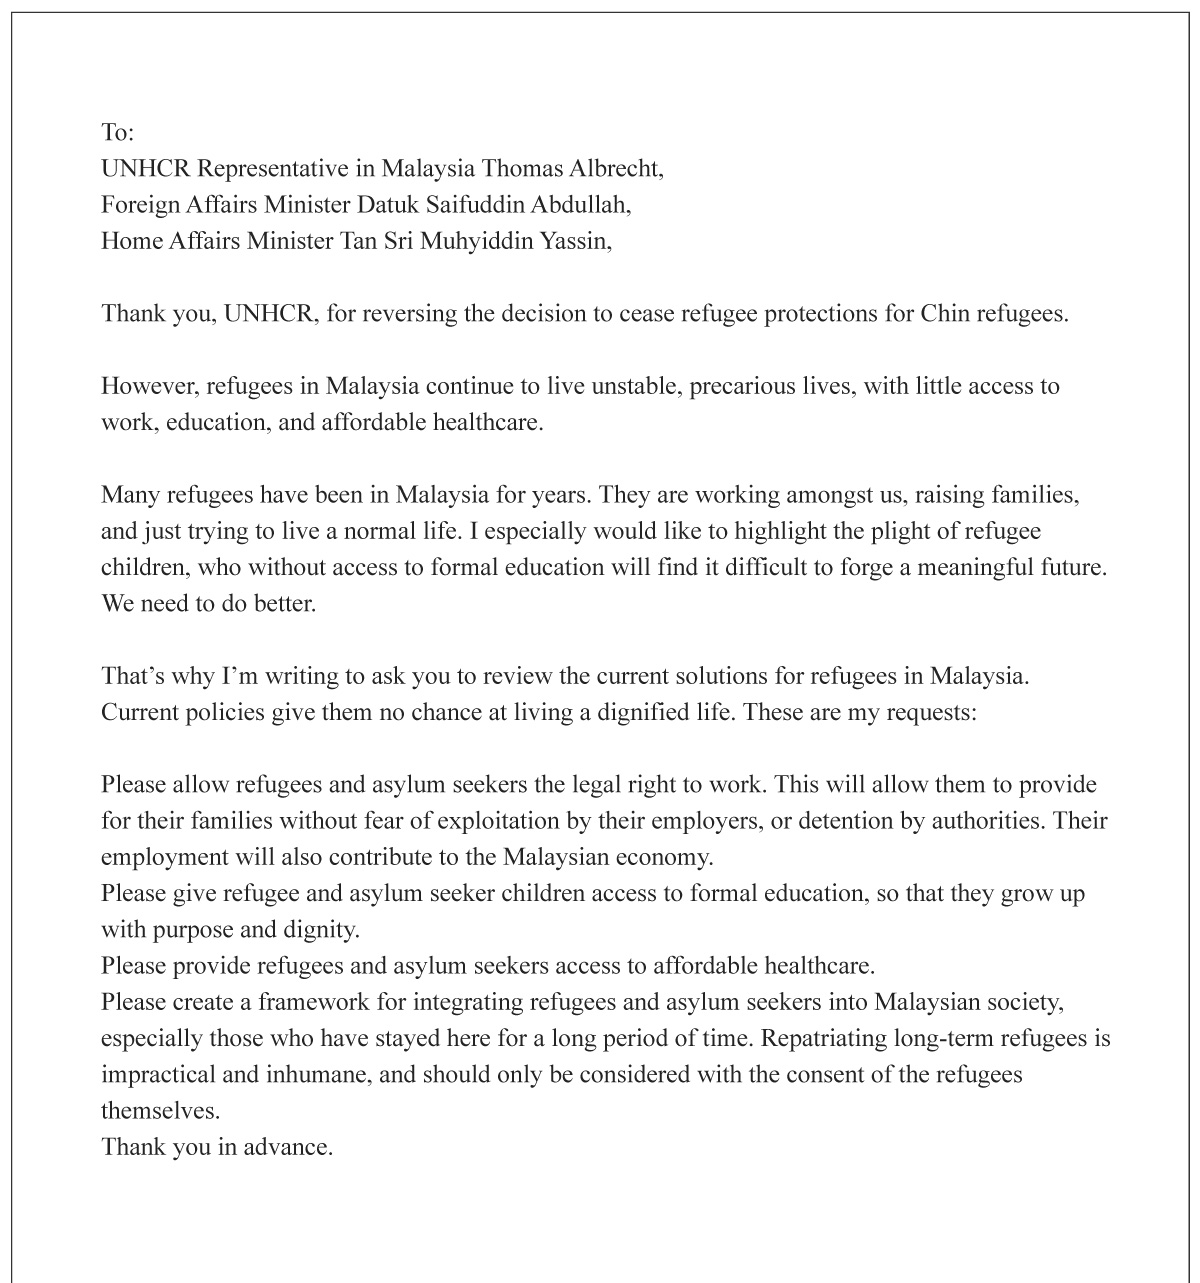 To:
UNHCR Representative in Malaysia Thomas Albrecht,
Foreign Affairs Minister Datuk Saifuddin Abdullah,
Home Affairs Minister Tan Sri Muhyiddin Yassin,
Thank you, UNHCR, for reversing the decision to cease refugee protections for Chin refugees.
However, refugees in Malaysia continue to live unstable, precarious lives, with little access to
work, education, and affordable healthcare.
Many refugees have been in Malaysia for years. They are working amongst us, raising families,
and just trying to live a normal life. I especially would like to highlight the plight of refugee
children, who without access to formal education will find it difficult to forge a meaningful future.
We need to do better.
That’s why I’m writing to ask you to review the current solutions for refugees in Malaysia.
Current policies give them no chance at living a dignified life. These are my requests:
Please allow refugees and asylum seekers the legal right to work. This will allow them to provide
for their families without fear of exploitation by their employers, or detention by authorities. Their
employment will also contribute to the Malaysian economy.
Please give refugee and asylum seeker children access to formal education, so that they grow up
with purpose and dignity.
Please provide refugees and asylum seekers access to affordable healthcare.
Please create a framework for integrating refugees and asylum seekers into Malaysian society,
especially those who have stayed here for a long period of time. Repatriating long-term refugees is
impractical and inhumane, and should only be considered with the consent of the refugees
themselves.
Thank you in advance.